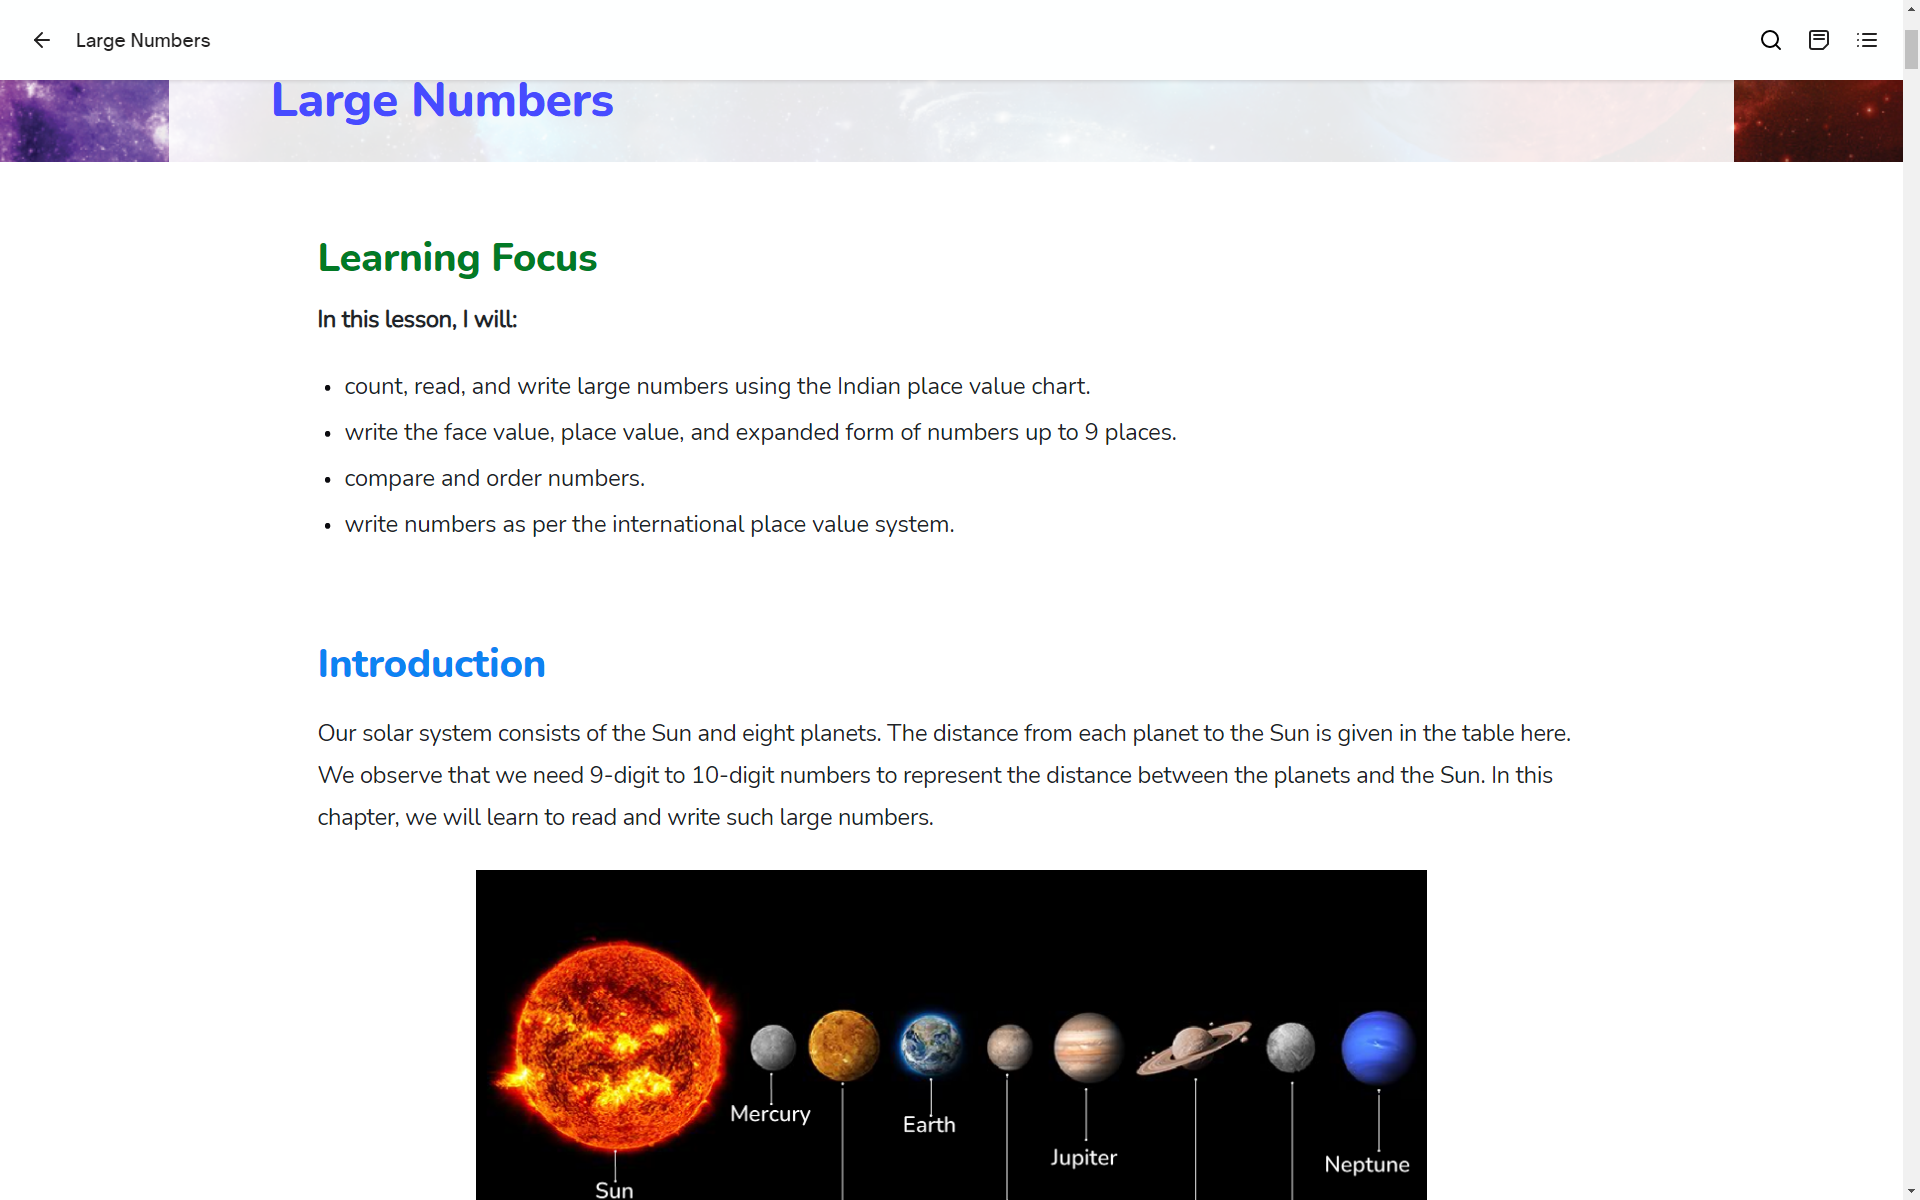 Large Numbers
Large Numbers
Learning Focus
In this lesson, I will:
• count, read, and write large numbers using the Indian place value chart.
• write the face value, place value, and expanded form of numbers up to 9 places.
• compare and order numbers.
• write numbers as per the international place value system.
Introduction
Our solar system consists of the Sun and eight planets. The distance from each planet to the Sun is given in the table here.
We observe that we need 9-digit to 10-digit numbers to represent the distance between the planets and the Sun. In this
chapter, we will learn to read and write such large numbers.
Mercury
Earth
Jupiter
Neptune
Sun